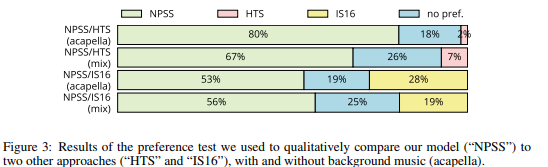 NPSS HTS IS16 no pref.
NPSS/HTS
(acapella)
80% 18% 2%
NPSS/HTS
(mix)
67% 26% 7%
NPSS/IS16
(acapella)
53% 19% 28%
NPSS/IS16
(mix)
56% 25% 19%
Figure 3: Results of the preference test we used to qualitatively compare our model (“NPSS”) to
two other approaches (“HTS” and “IS16”), with and without background music (acapella).